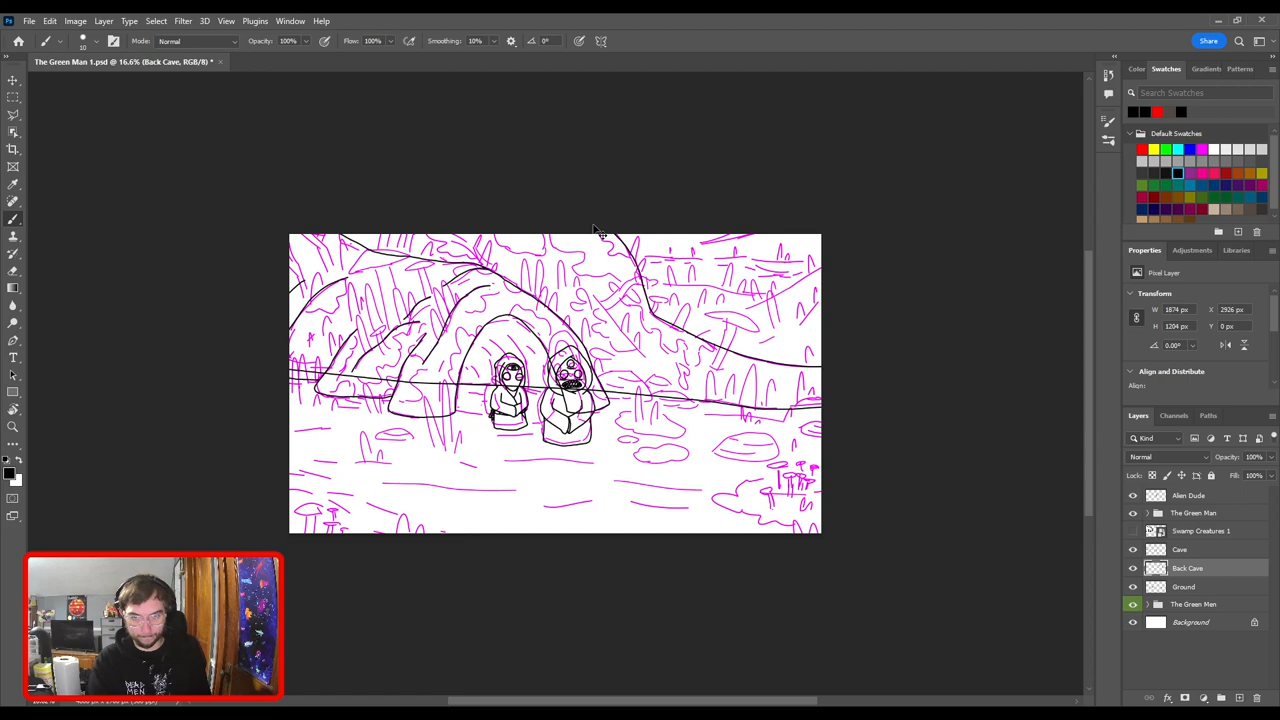 File Edit Image Layer Type Select Filter 3D View Plugins Window Help
10 Mode: Normal Opacity: 100% Flow: 100% Smoothing: 10% 0° Share
The Green Man 1.psd @ 16.6% (Back Cave, RGB/8) *
Color Swatches Gradients Patterns
Search Swatches
Default Swatches
Properties Adjustments Libraries
Pixel Layer
Transform
W 1874 px X 2926 px
H 1204 px Y 0 px
0.00°
Align and Distribute
Align:
Layers Channels Paths
Kind
Normal Opacity: 100%
Lock: Fill: 100%
Alien Dude
The Green Man
Swamp Creatures 1
Cave
Back Cave
Ground
The Green Men
Background
DEAD
MEN